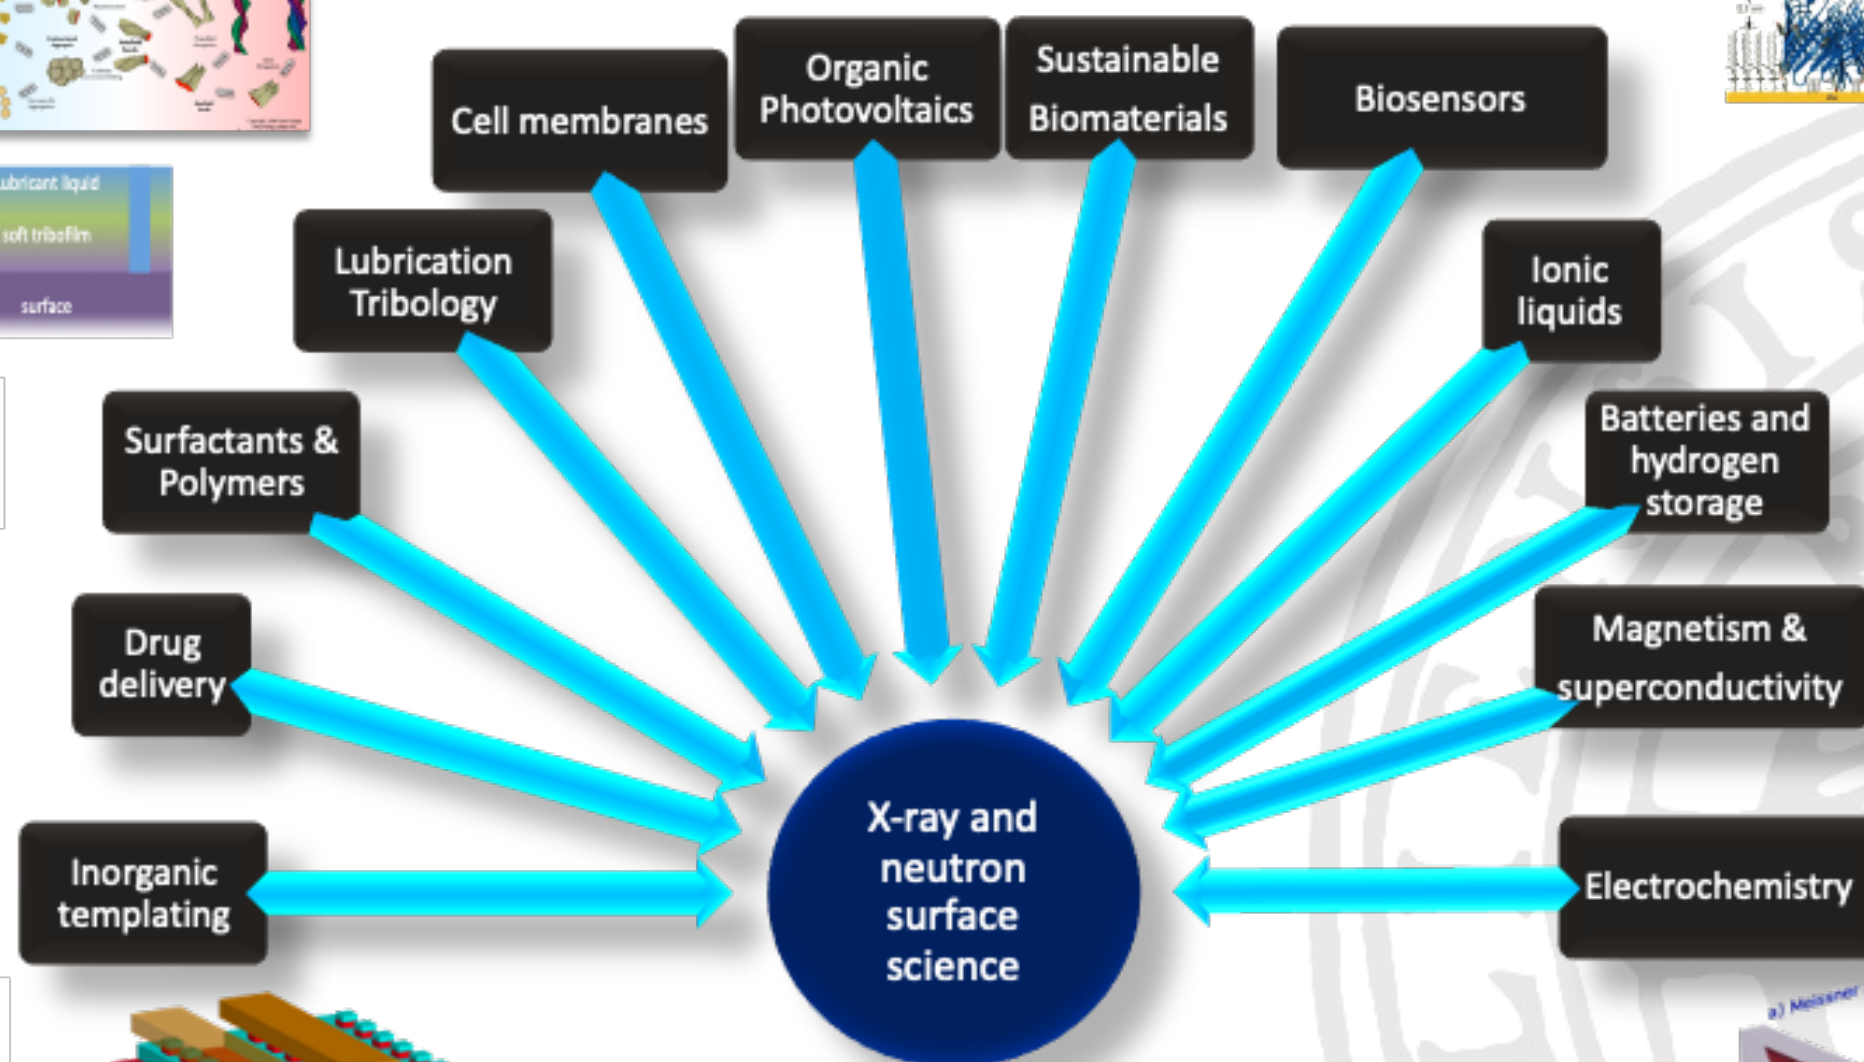 Organic
Photovoltaics
Sustainable
Biomaterials
Cell membranes
Biosensors
lubricant liquid
soft tribofilm
surface
Lubrication
Tribology
Ionic
liquids
Surfactants &
Polymers
Batteries and
hydrogen
storage
Drug
delivery
Magnetism &
superconductivity
Inorganic
templating
X-ray and
neutron
surface
science
Electrochemistry
a) Meissner